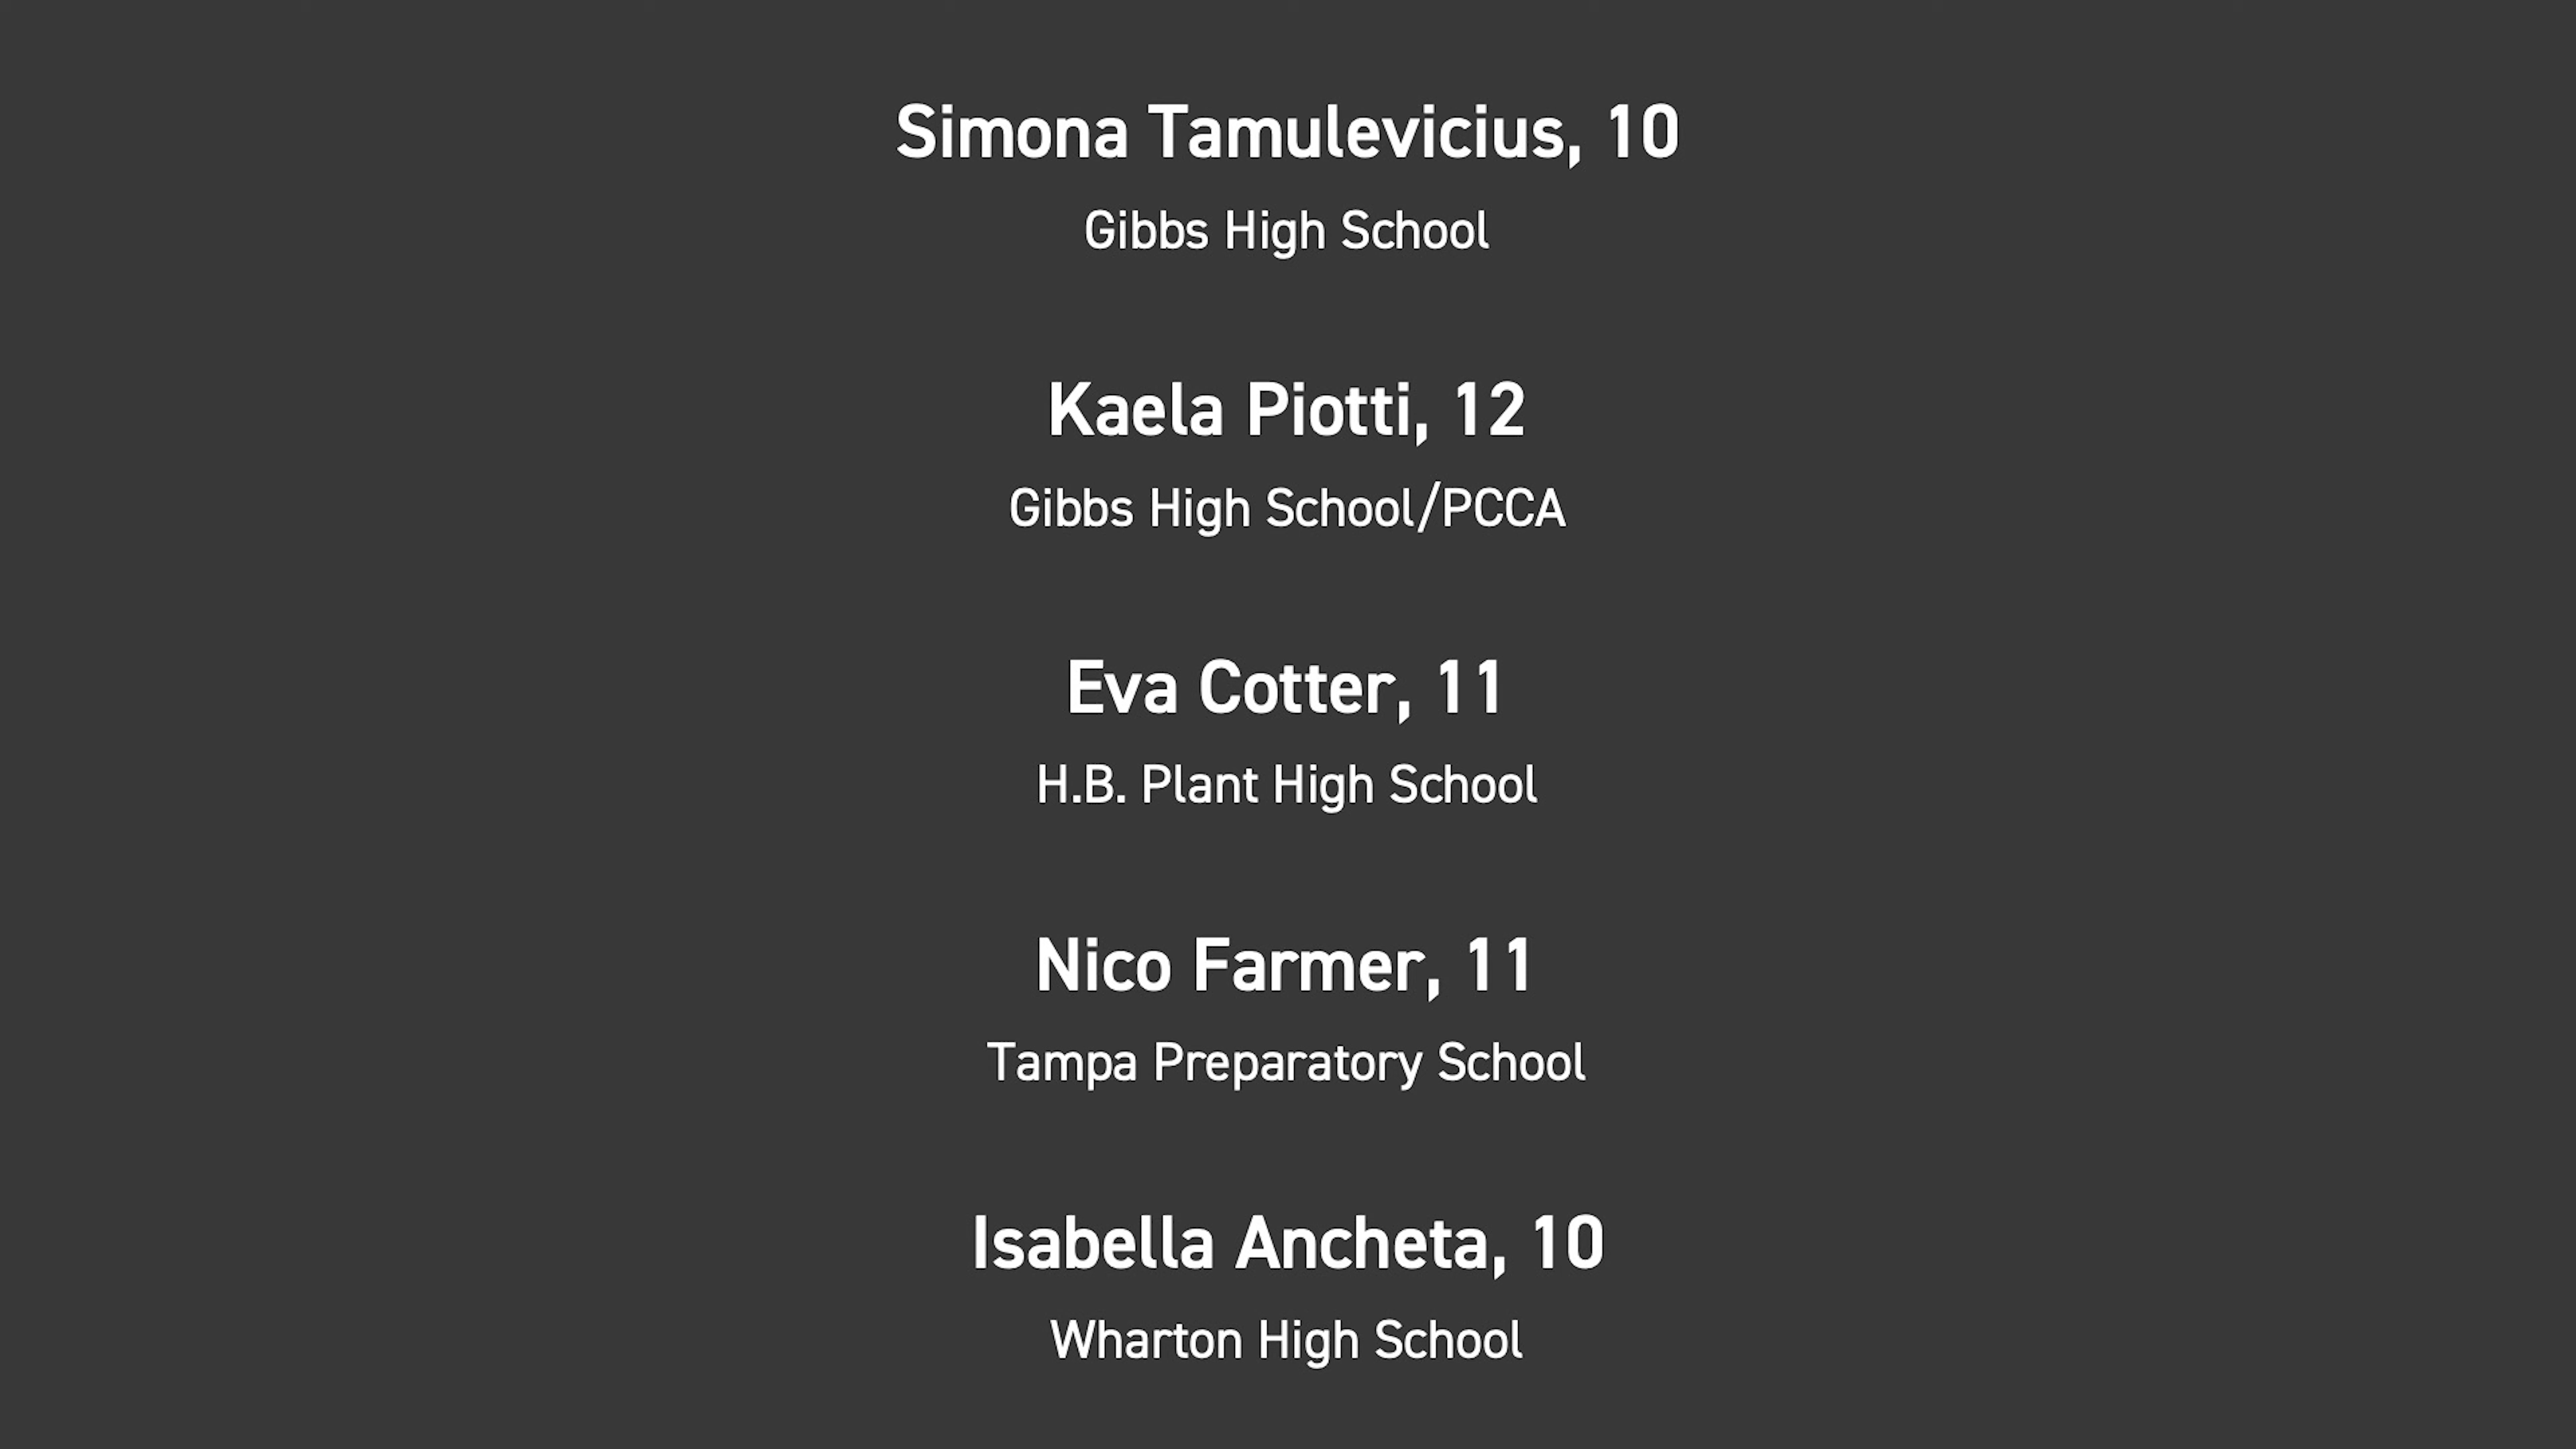 Simona Tamulevicius, 10
Gibbs High School
Kaela Piotti, 12
Gibbs High School/PCCA
Eva Cotter, 11
H.B. Plant High School
Nico Farmer, 11
Tampa Preparatory School
Isabella Ancheta, 10
Wharton High School